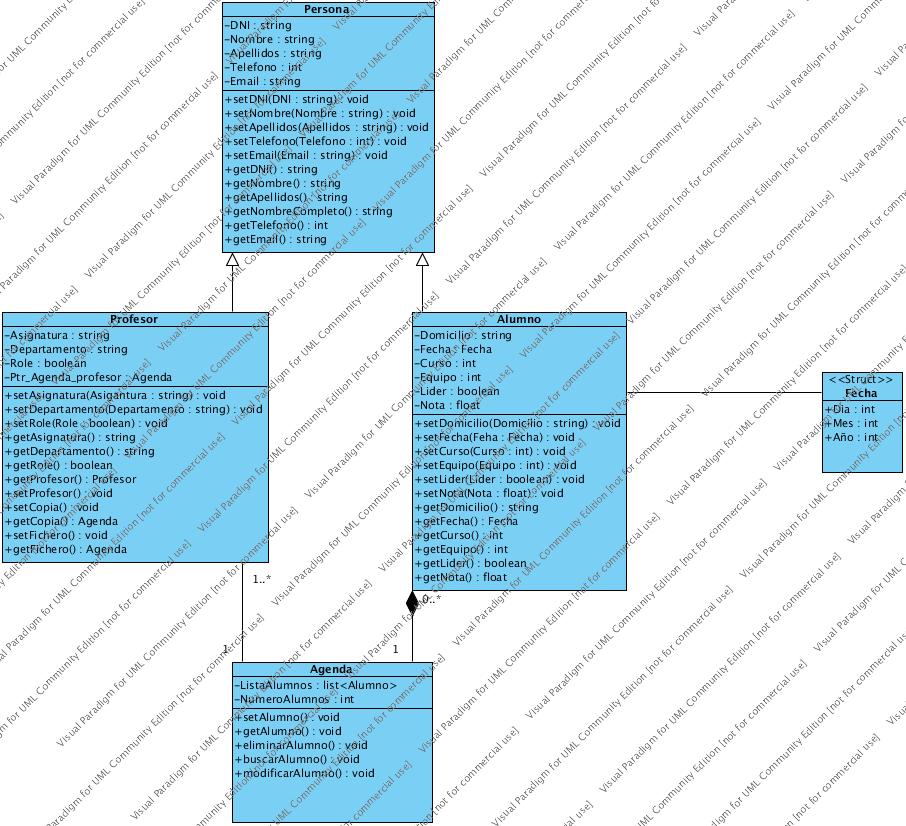 Persona
-DNI : string
-Nombre : string
-Apellidos : string
-Telefono : int
-Email : string
+setDNI(DNI : string) : void
+setNombre(Nombre : string) : void
+setApellidos(Apellidos : string) : void
+setTelefono(Telefono : int) : void
+setEmail(Email : string) : void
+getDNI() : string
+getNombre() : string
+getApellidos() : string
+getNombreCompleto() : string
+getTelefono() : int
+getEmail() : string
Profesor
-Asignatura : string
-Departamento : string
-Role : boolean
-Ptr_Agenda_profesor : Agenda
+setAsignatura(Asigantura : string) : void
+setDepartamento(Departamento : string) : void
+setRole(Role : boolean) : void
+getAsignatura() : string
+getDepartamento() : string
+getRole() : boolean
+getProfesor() : Profesor
+setProfesor() : void
+setCopia() : void
+getCopia() : Agenda
+setFichero() : void
+getFichero() : Agenda
Alumno
-Domicilio : string
-Fecha : Fecha
-Curso : int
-Equipo : int
-Lider : boolean
-Nota : float
+setDomicilio(Domicilio : string) : void
+setFecha(Feha : Fecha) : void
+setCurso(Curso : int) : void
+setEquipo(Equipo : int) : void
+setLider(Lider : boolean) : void
+setNota(Nota : float) : void
+getDomicilio() : string
+getFecha() : Fecha
+getCurso() : int
+getEquipo() : int
+getLider() : boolean
+getNota() : float
<<Struct>>
Fecha
+Dia : int
+Mes : int
+Año : int
1..*
0..*
1
1
Agenda
-ListaAlumnos : list<Alumno>
-NumeroAlumnos : int
+setAlumno() : void
+getAlumno() : void
+eliminarAlumno() : void
+buscarAlumno() : void
+modificarAlumno() : void
Visual Paradigm for UML Community Edition [not for commercial use]